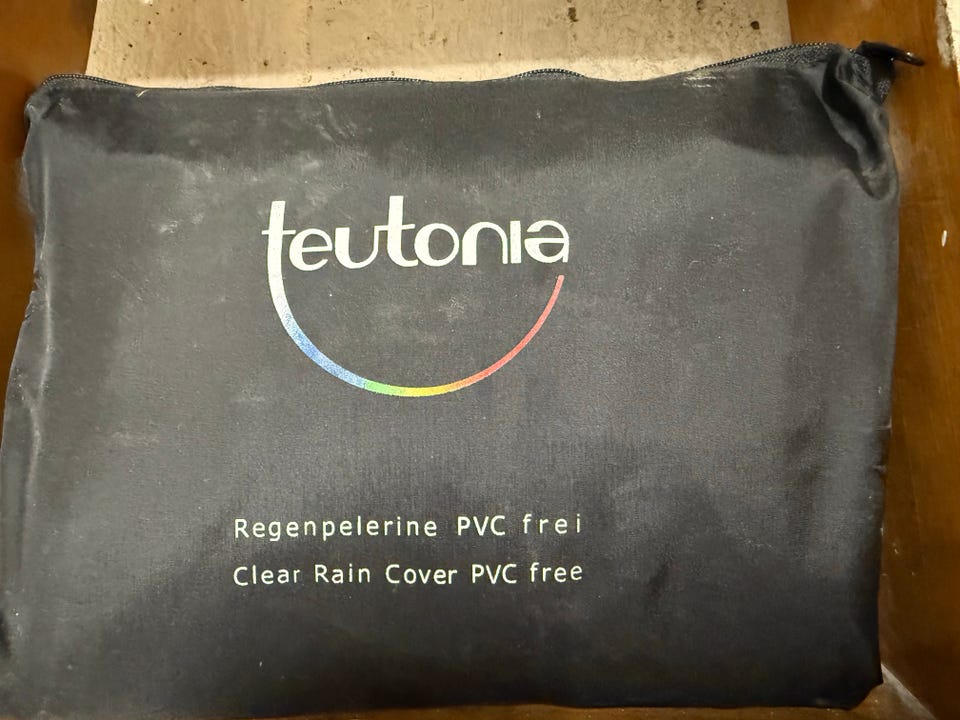 teutonia
Regenpelerine PVC frei
Clear Rain Cover PVC free